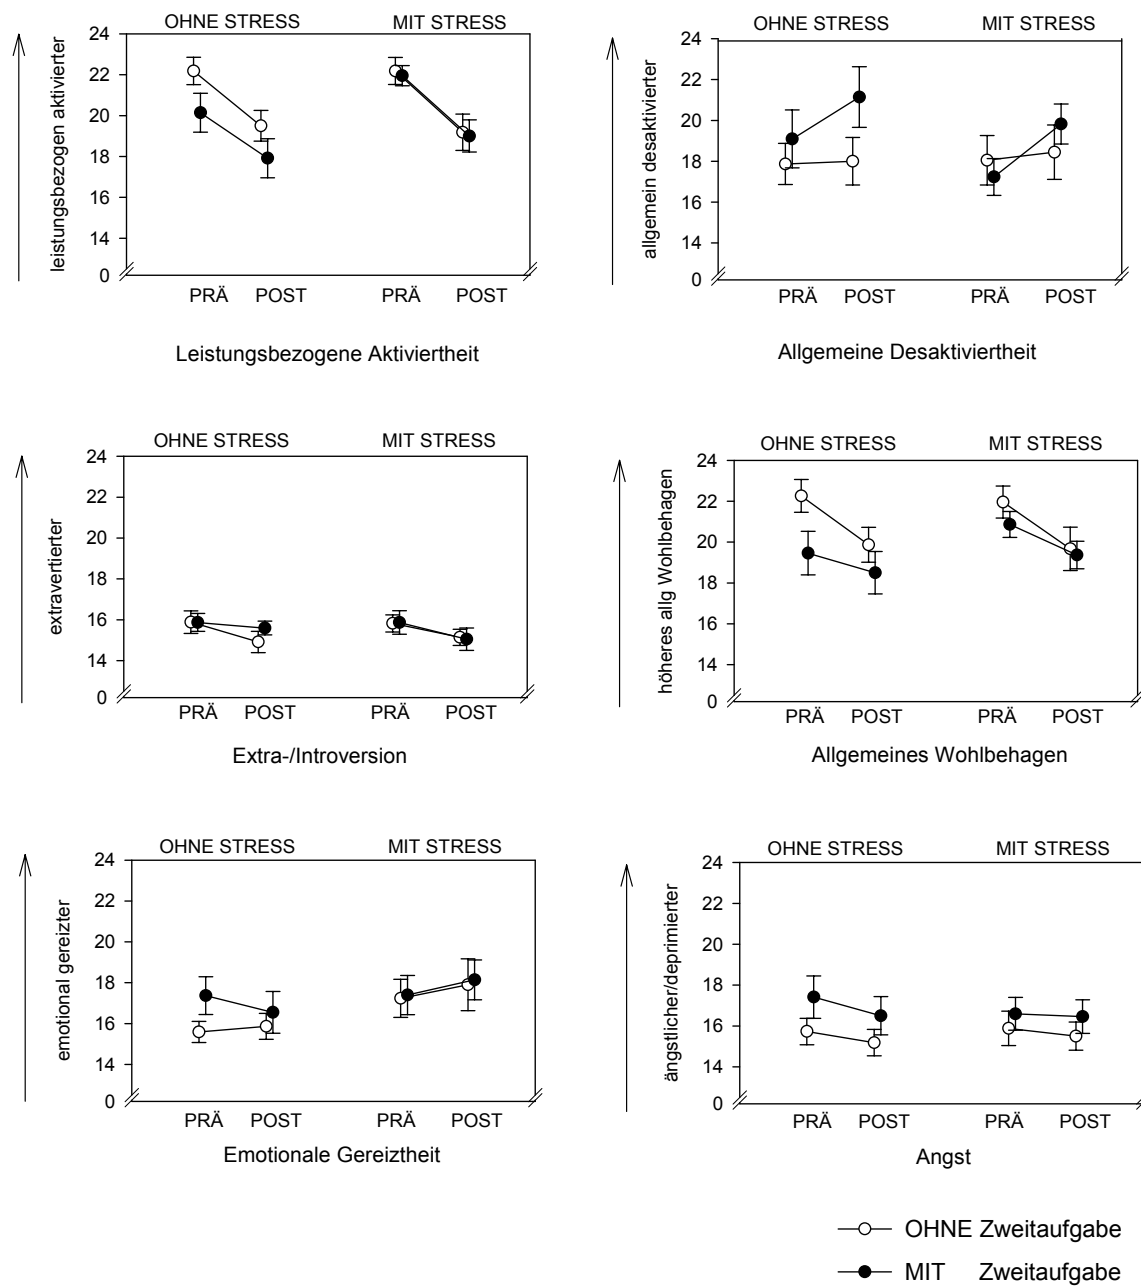 OHNE STRESS MIT STRESS
leistungsbezogen aktivierter
24
22
20
18
16
14
0
PRÄ POST PRÄ POST
Leistungsbezogene Aktiviertheit
OHNE STRESS MIT STRESS
allgemein desaktivierter
24
22
20
18
16
14
0
PRÄ POST PRÄ POST
Allgemeine Desaktiviertheit
OHNE STRESS MIT STRESS
extravertierter
24
22
20
18
16
14
0
PRÄ POST PRÄ POST
Extra-/Introversion
OHNE STRESS MIT STRESS
höheres allg Wohlbehagen
24
22
20
18
16
14
0
PRÄ POST PRÄ POST
Allgemeines Wohlbehagen
OHNE STRESS MIT STRESS
emotional gereizter
24
22
20
18
16
14
0
PRÄ POST PRÄ POST
Emotionale Gereiztheit
OHNE STRESS MIT STRESS
ängstlicher/deprimierter
24
22
20
18
16
14
0
PRÄ POST PRÄ POST
Angst
OHNE Zweitaufgabe
MIT Zweitaufgabe